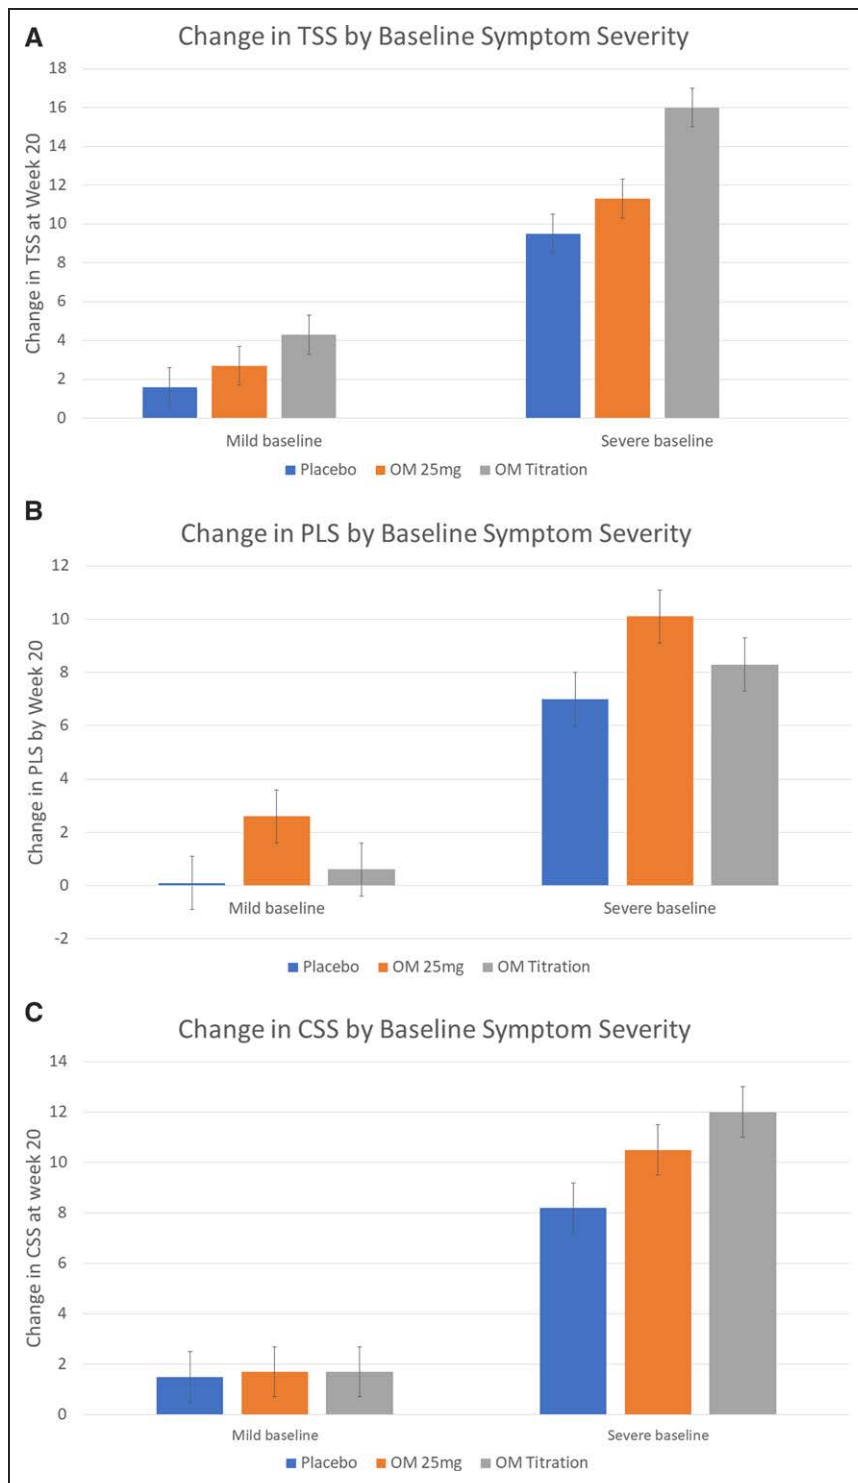 A
Change in TSS by Baseline Symptom Severity
Change in TSS at Week 20
18
16
14
12
10
8
6
4
2
0
Mild baseline
Severe baseline
Placebo OM 25mg OM Titration
B
Change in PLS by Baseline Symptom Severity
Change in PLS by Week 20
12
10
8
6
4
2
0
-2
Mild baseline
Severe baseline
Placebo OM 25mg OM Titration
C
Change in CSS by Baseline Symptom Severity
Change in CSS at week 20
14
12
10
8
6
4
2
0
Mild baseline
Severe baseline
Placebo OM 25mg OM Titration